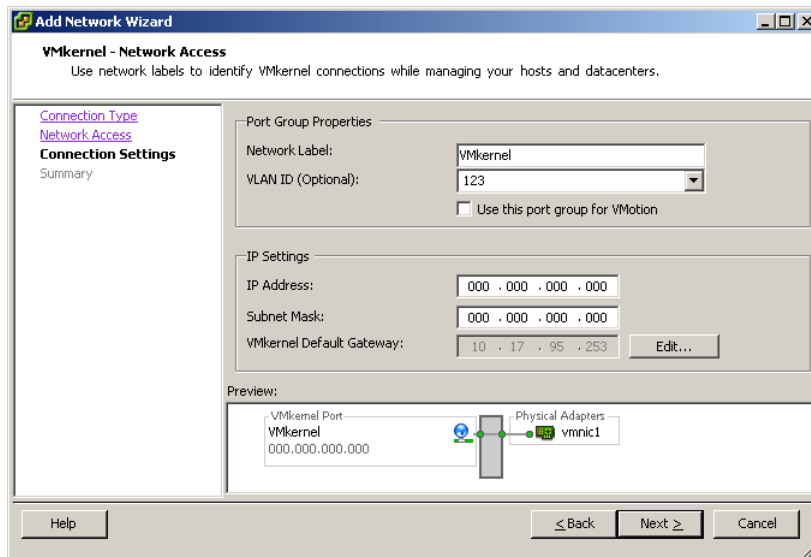 Add Network Wizard
VMkernel - Network Access
Use network labels to identify VMkernel connections while managing your hosts and datacenters.
Connection Type
Network Access
Connection Settings
Summary
Port Group Properties
Network Label: VMkernel
VLAN ID (Optional): 123
Use this port group for VMotion
IP Settings
IP Address: 000 . 000 . 000 . 000
Subnet Mask: 000 . 000 . 000 . 000
VMkernel Default Gateway: 10 . 17 . 95 . 253 Edit...
Preview:
VMkernel Port Physical Adapters
VMkernel vmnic1
000.000.000.000
Help < Back Next > Cancel